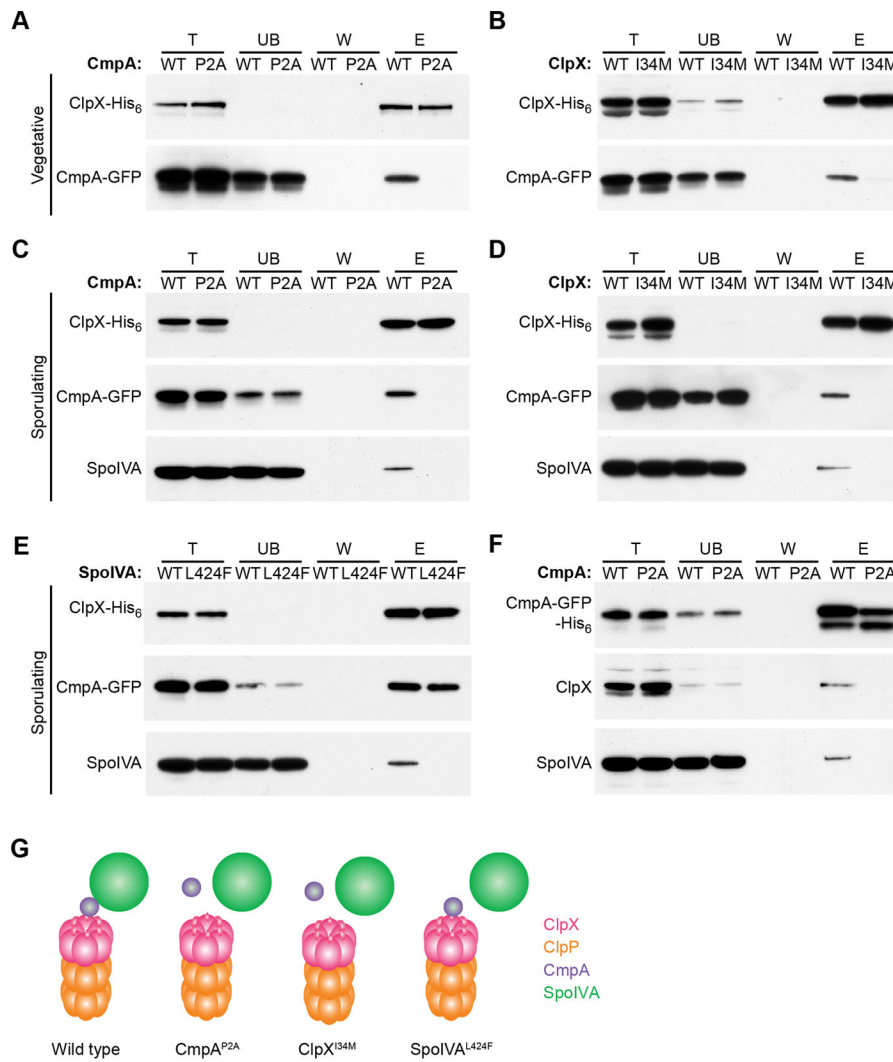 A
T UB W E
CmpA: WT P2A WT P2A WT P2A WT P2A
Vegetative
ClpX-His6
CmpA-GFP
B
T UB W E
ClpX: WT I34M WT I34M WT I34M WT I34M
ClpX-His6
CmpA-GFP
C
T UB W E
CmpA: WT P2A WT P2A WT P2A WT P2A
Sporulating
ClpX-His6
CmpA-GFP
SpoIVA
D
T UB W E
ClpX: WT I34M WT I34M WT I34M WT I34M
ClpX-His6
CmpA-GFP
SpoIVA
E
T UB W E
SpoIVA: WT L424F WT L424F WT L424F WT L424F
Sporulating
ClpX-His6
CmpA-GFP
SpoIVA
F
T UB W E
CmpA: WT P2A WT P2A WT P2A WT P2A
CmpA-GFP
-His6
ClpX
SpoIVA
G
ClpX
ClpP
CmpA
SpoIVA
Wild type CmpAP2A ClpXI34M SpoIVAL424F